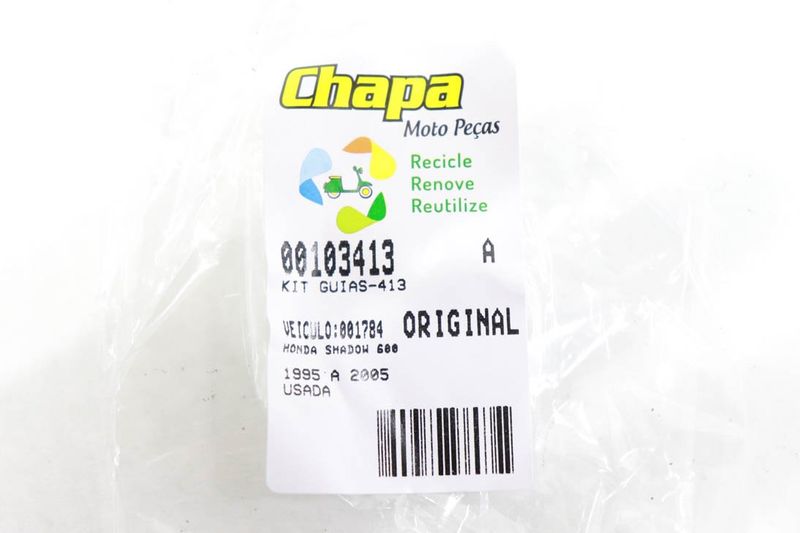 Chapa
Moto Peças
Recicle
Renove
Reutilize
00103413 A
KIT GUIAS-413
VEICULO:001784 ORIGINAL
HONDA SHADOW 600
1995 A 2005
USADA